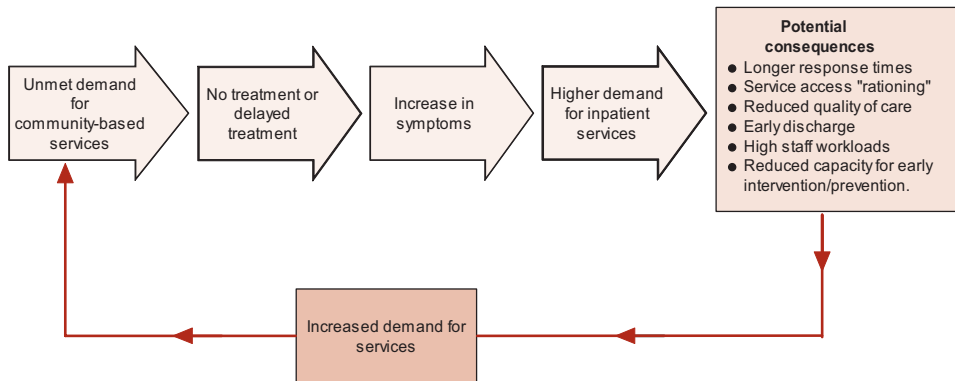 Unmet demand
for
community-based
services
No treatment or
delayed
treatment
Increase in
symptoms
Higher demand
for inpatient
services
Potential
consequences
● Longer response times
● Service access "rationing"
● Reduced quality of care
● Early discharge
● High staff workloads
● Reduced capacity for early
intervention/prevention.
Increased demand for
services